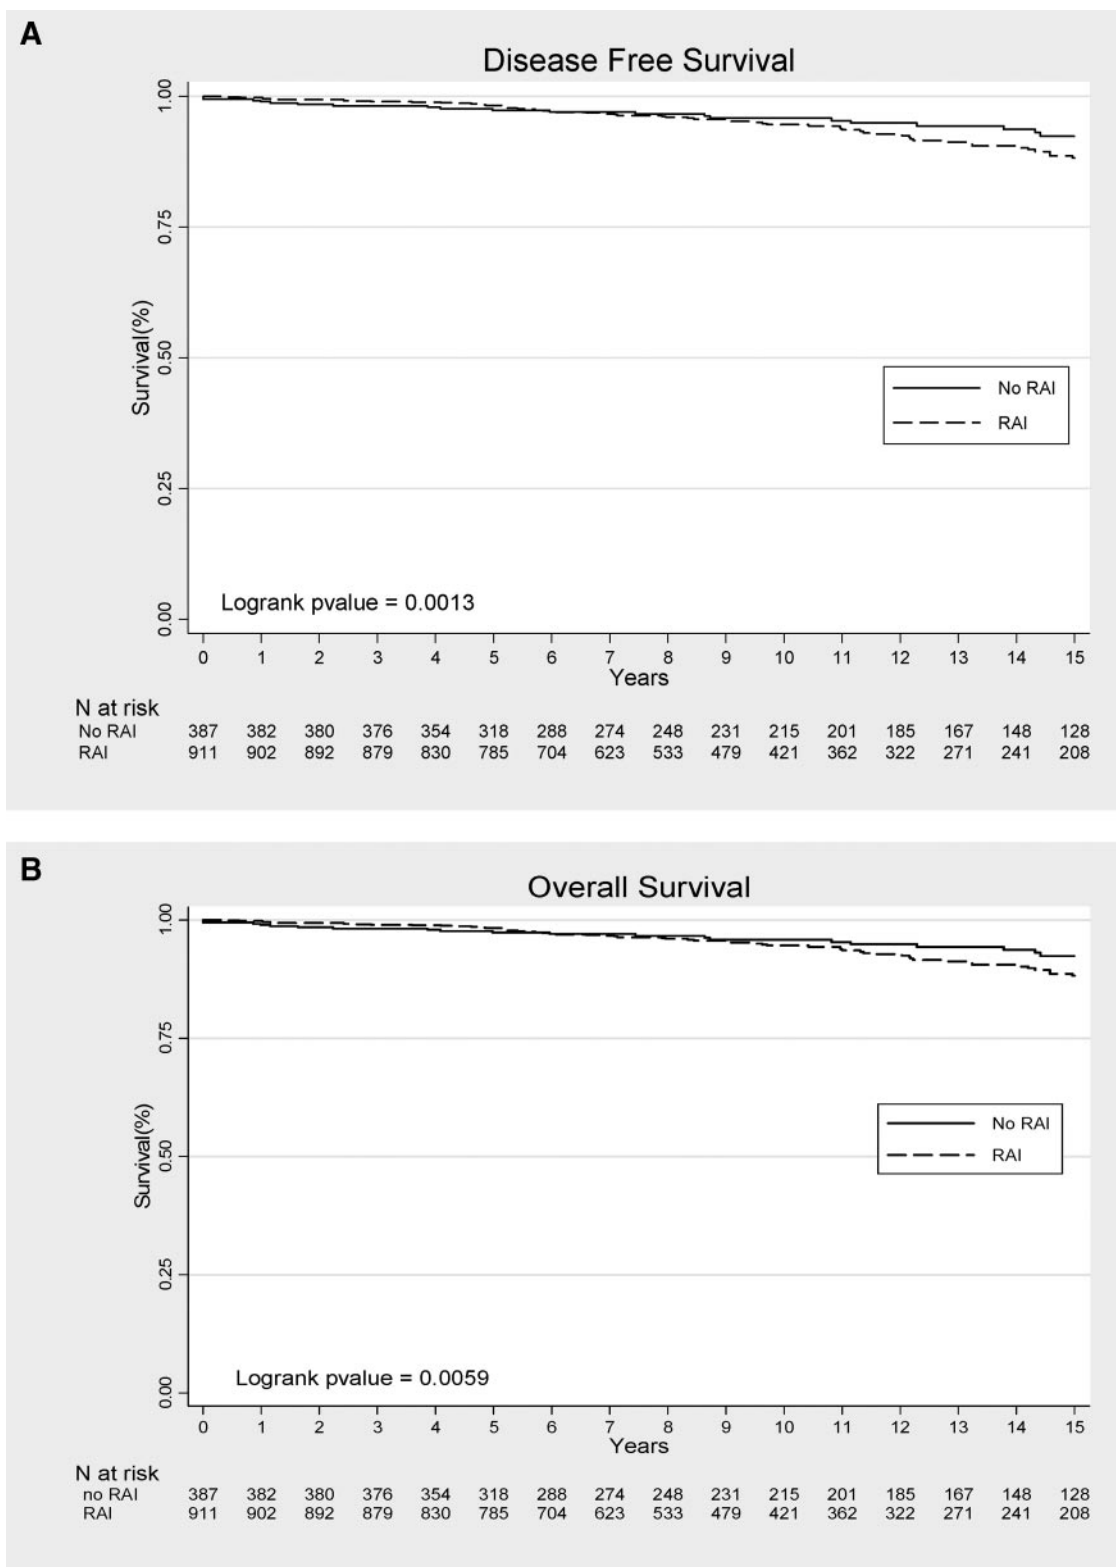 A
Disease Free Survival
1.00
0.75
0.50
0.25
0.00
Survival(%)
No RAI
RAI
Logrank pvalue = 0.0013
0 1 2 3 4 5 6 7 8 9 10 11 12 13 14 15
Years
N at risk
No RAI 387 382 380 376 354 318 288 274 248 231 215 201 185 167 148 128
RAI 911 902 892 879 830 785 704 623 533 479 421 362 322 271 241 208
B
Overall Survival
1.00
0.75
0.50
0.25
0.00
Survival(%)
No RAI
RAI
Logrank pvalue = 0.0059
0 1 2 3 4 5 6 7 8 9 10 11 12 13 14 15
Years
N at risk
no RAI 387 382 380 376 354 318 288 274 248 231 215 201 185 167 148 128
RAI 911 902 892 879 830 785 704 623 533 479 421 362 322 271 241 208